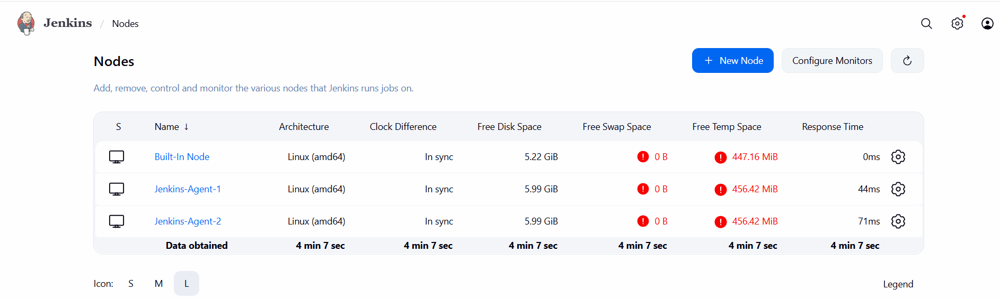 Jenkins / Nodes
Nodes
+ New Node Configure Monitors
Add, remove, control and monitor the various nodes that Jenkins runs jobs on.
S Name ↓ Architecture Clock Difference Free Disk Space Free Swap Space Free Temp Space Response Time
Built-In Node Linux (amd64) In sync 5.22 GiB 0 B 447.16 MiB 0ms
Jenkins-Agent-1 Linux (amd64) In sync 5.99 GiB 0 B 456.42 MiB 44ms
Jenkins-Agent-2 Linux (amd64) In sync 5.99 GiB 0 B 456.42 MiB 71ms
Data obtained 4 min 7 sec 4 min 7 sec 4 min 7 sec 4 min 7 sec 4 min 7 sec 4 min 7 sec
Icon: S M L Legend